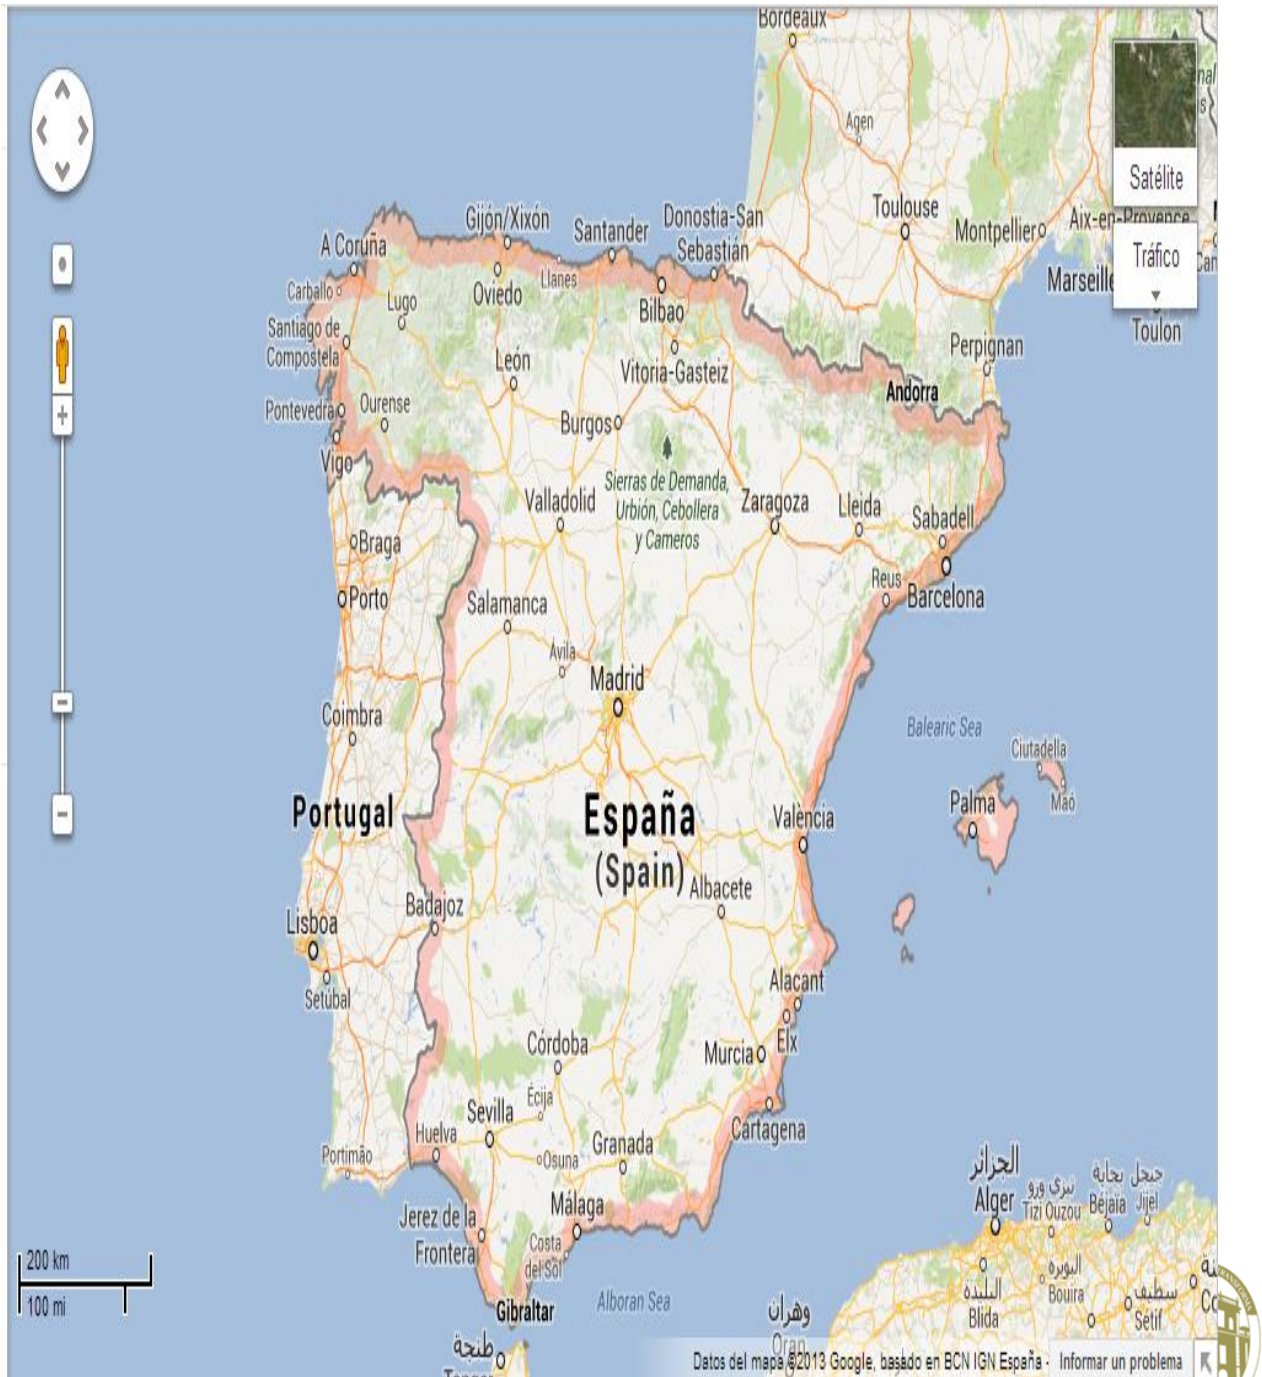 Bordeaux
Agen
Satélite
Toulouse
Montpellier
Aix-en-Provence
Tráfico
Marseille
Toulon
Perpignan
Andorra
Gijón/Xixón
Santander
Donostia-San
Sebastián
A Coruña
Carballo
Lugo
Oviedo
Llanes
Bilbao
Santiago de
Compostela
León
Vitoria-Gasteiz
Pontevedra
Ourense
Burgos
Vigo
Sierras de Demanda,
Urbión, Cebollera
y Cameros
Valladolid
Zaragoza
Lleida
Sabadell
Braga
Reus
Barcelona
Porto
Salamanca
Ávila
Madrid
Coimbra
Balearic Sea
Ciutadella
Maó
Palma
Portugal
España
(Spain)
València
Albacete
Badajoz
Lisboa
Setúbal
Alacant
Elx
Córdoba
Murcia
Écija
Sevilla
Huelva
Cartagena
Granada
Osuna
Portimão
Málaga
Jerez de la
Frontera
Costa
del Sol
Gibraltar
Alboran Sea
الجزائر
Alger
تيزي وزو
Tizi Ouzou
بجاية
Béjaïa
جيجل
Jijel
البليدة
Blida
البويرة
Bouira
سطيف
Sétif
وهران
Oran
طنجة
200 km
100 mi
Datos del mapa ©2013 Google, basado en BCN IGN España -
Informar un problema